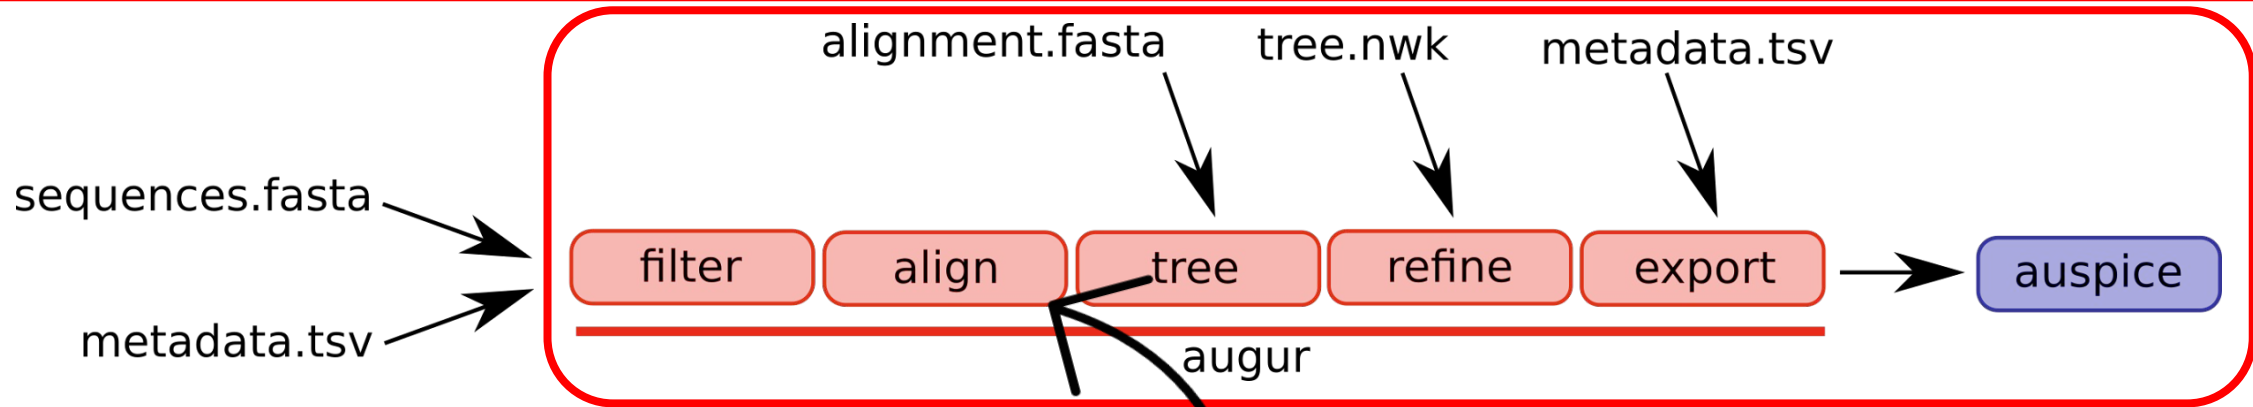 alignment.fasta
tree.nwk
metadata.tsv
sequences.fasta
metadata.tsv
filter
align
tree
refine
export
auspice
augur